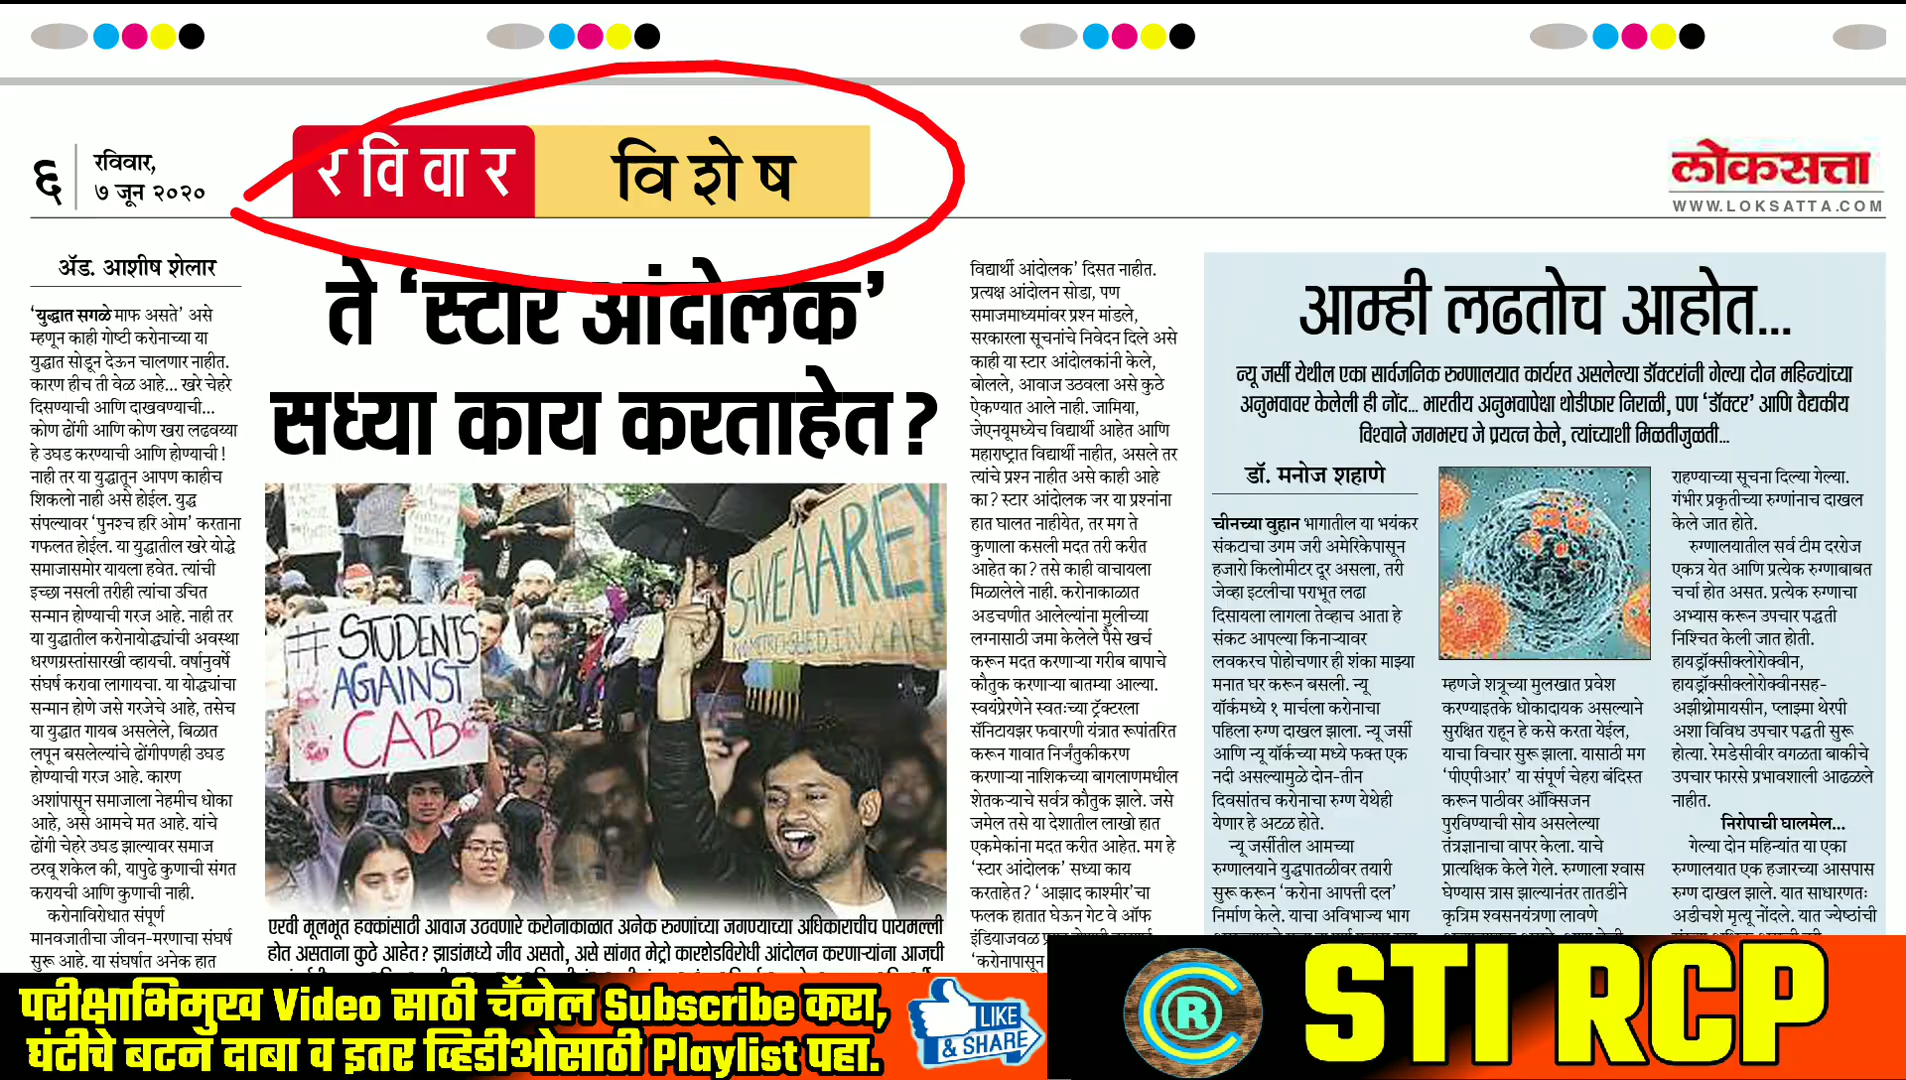 ६
रविवार,
७ जून २०२०
रविवार विशेष
लोकसत्ता
WWW.LOKSATTA.COM
ॲड. आशीष शेलार
‘युद्धात सगळे माफ असते’ असे
म्हणून काही गोष्टी करोनाच्या या
युद्धात सोडून देऊन चालणार नाहीत.
कारण हीच ती वेळ आहे... खरे चेहरे
दिसण्याची आणि दाखवण्याची...
कोण ढोंगी आणि कोण खरा लढवय्या
हे उघड करण्याची आणि होण्याची!
नाही तर या युद्धातून आपण काहीच
शिकलो नाही असे होईल. युद्ध
संपल्यावर ‘पुनश्च हरि ओम’ करताना
गफलत होईल. या युद्धातील खरे योद्धे
समाजासमोर यायला हवेत. त्यांची
इच्छा नसली तरीही त्यांचा उचित
सन्मान होण्याची गरज आहे. नाही तर
या युद्धातील करोनायोद्ध्यांची अवस्था
धरणग्रस्तांसारखी व्हायची. वर्षानुवर्षे
संघर्ष करावा लागायचा. या योद्ध्यांचा
सन्मान होणे जसे गरजेचे आहे, तसेच
या युद्धात गायब असलेले, बिळात
लपून बसलेल्यांचे ढोंगीपणही उघड
होण्याची गरज आहे. कारण
अशांपासून समाजाला नेहमीच धोका
आहे, असे आमचे मत आहे. यांचे
ढोंगी चेहरे उघड झाल्यावर समाज
ठरवू शकेल की, यापुढे कुणाची संगत
करायची आणि कुणाची नाही.
करोनाविरोधात संपूर्ण
मानवजातीचा जीवन-मरणाचा संघर्ष
सुरू आहे. या संघर्षात अनेक हात
ते ‘स्टार आंदोलक’
सध्या काय करताहेत?
# STUDENTS
AGAINST
CAB
SAVE AAREY
एरवी मूलभूत हक्कांसाठी आवाज उठवणारे करोनाकाळात अनेक रुग्णांच्या जगण्याच्या अधिकाराचीच पायमल्ली
होत असताना कुठे आहेत? झाडांमध्ये जीव असतो, असे सांगत मेट्रो कारशेडविरोधी आंदोलन करणाऱ्यांना आजची
विद्यार्थी आंदोलक’ दिसत नाहीत.
प्रत्यक्ष आंदोलन सोडा, पण
समाजमाध्यमांवर प्रश्न मांडले,
सरकारला सूचनांचे निवेदन दिले असे
काही या स्टार आंदोलकांनी केले,
बोलले, आवाज उठवला असे कुठे
ऐकण्यात आले नाही. जामिया,
जेएनयूमध्येच विद्यार्थी आहेत आणि
महाराष्ट्रात विद्यार्थी नाहीत, असले तर
त्यांचे प्रश्न नाहीत असे काही आहे
का? स्टार आंदोलक जर या प्रश्नांना
हात घालत नाहीयेत, तर मग ते
कुणाला कसली मदत तरी करीत
आहेत का? तसे काही वाचायला
मिळालेले नाही. करोनाकाळात
अडचणीत आलेल्यांना मुलीच्या
लग्नासाठी जमा केलेले पैसे खर्च
करून मदत करणाऱ्या गरीब बापाचे
कौतुक करणाऱ्या बातम्या आल्या.
स्वयंप्रेरणेने स्वतःच्या ट्रॅक्टरला
सॅनिटायझर फवारणी यंत्रात रूपांतरित
करून गावात निर्जंतुकीकरण
करणाऱ्या नाशिकच्या बागलाणमधील
शेतकऱ्याचे सर्वत्र कौतुक झाले. जसे
जमेल तसे या देशातील लाखो हात
एकमेकांना मदत करीत आहेत. मग हे
‘स्टार आंदोलक’ सध्या काय
करताहेत? ‘आझाद काश्मीर’चा
फलक हातात घेऊन गेट वे ऑफ
इंडियाजवळ
‘करोनापासून
आम्ही लढतोच आहोत...
न्यू जर्सी येथील एका सार्वजनिक रुग्णालयात कार्यरत असलेल्या डॉक्टरांनी गेल्या दोन महिन्यांच्या
अनुभवावर केलेली ही नोंद... भारतीय अनुभवापेक्षा थोडीफार निराळी, पण ‘डॉक्टर’ आणि वैद्यकीय
विश्वाने जगभरच जे प्रयत्न केले, त्यांच्याशी मिळतीजुळती...
डॉ. मनोज शहाणे
चीनच्या वुहान भागातील या भयंकर
संकटाचा उगम जरी अमेरिकेपासून
हजारो किलोमीटर दूर असला, तरी
जेव्हा इटलीचा पराभूत लढा
दिसायला लागला तेव्हाच आता हे
संकट आपल्या किनाऱ्यावर
लवकरच पोहोचणार ही शंका माझ्या
मनात घर करून बसली. न्यू
यॉर्कमध्ये १ मार्चला करोनाचा
पहिला रुग्ण दाखल झाला. न्यू जर्सी
आणि न्यू यॉर्कच्या मध्ये फक्त एक
नदी असल्यामुळे दोन-तीन
दिवसांतच करोनाचा रुग्ण येथेही
येणार हे अटळ होते.
न्यू जर्सीतील आमच्या
रुग्णालयाने युद्धपातळीवर तयारी
सुरू करून ‘करोना आपत्ती दल’
निर्माण केले. याचा अविभाज्य भाग
म्हणजे शत्रूच्या मुलखात प्रवेश
करण्याइतके धोकादायक असल्याने
सुरक्षित राहून हे कसे करता येईल,
याचा विचार सुरू झाला. यासाठी मग
‘पीएपीआर’ या संपूर्ण चेहरा बंदिस्त
करून पाठीवर ऑक्सिजन
पुरविण्याची सोय असलेल्या
तंत्रज्ञानाचा वापर केला. याचे
प्रात्यक्षिक केले गेले. रुग्णाला श्वास
घेण्यास त्रास झाल्यानंतर तातडीने
कृत्रिम श्वसनयंत्रणा लावणे
राहण्याच्या सूचना दिल्या गेल्या.
गंभीर प्रकृतीच्या रुग्णांनाच दाखल
केले जात होते.
रुग्णालयातील सर्व टीम दररोज
एकत्र येत आणि प्रत्येक रुग्णाबाबत
चर्चा होत असत. प्रत्येक रुग्णाचा
अभ्यास करून उपचार पद्धती
निश्चित केली जात होती.
हायड्रॉक्सीक्लोरोक्वीन,
हायड्रॉक्सीक्लोरोक्वीनसह-
अझीथ्रोमायसीन, प्लाझ्मा थेरपी
अशा विविध उपचार पद्धती सुरू
होत्या. रेमडेसीवीर वगळता बाकीचे
उपचार फारसे प्रभावशाली आढळले
नाहीत.
निरोपाची घालमेल...
गेल्या दोन महिन्यांत या एका
रुग्णालयात एक हजारच्या आसपास
रुग्ण दाखल झाले. यात साधारणतः
अडीचशे मृत्यू नोंदले. यात ज्येष्ठांची
परीक्षाभिमुख Video साठी चॅनेल Subscribe करा,
घंटीचे बटन दाबा व इतर व्हिडीओसाठी Playlist पहा.
LIKE
& SHARE
R
STI RCP